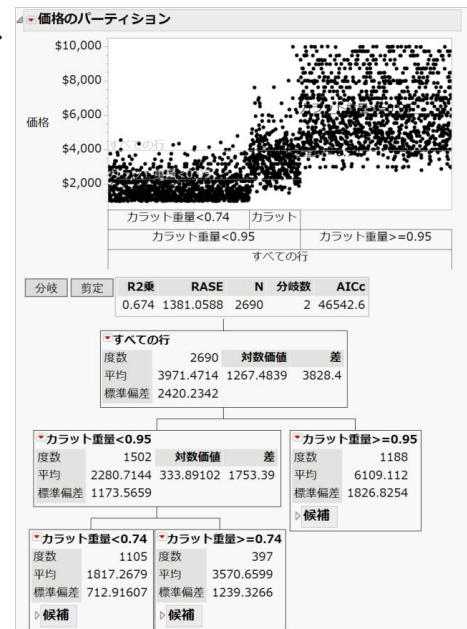 価格のパーティション
$10,000
$8,000
$6,000
$4,000
$2,000
価格
すべての行
カラット重量<0.74 カラット
カラット重量<0.95 カラット重量>=0.95
すべての行
分岐 剪定 R2乗 RASE N 分岐数 AICc
0.674 1381.0588 2690 2 46542.6
すべての行
度数 2690 対数価値 差
平均 3971.4714 1267.4839 3828.4
標準偏差 2420.2342
カラット重量<0.95
度数 1502 対数価値 差
平均 2280.7144 333.89102 1753.39
標準偏差 1173.5659
カラット重量>=0.95
度数 1188
平均 6109.112
標準偏差 1826.8254
候補
カラット重量<0.74
度数 1105
平均 1817.2679
標準偏差 712.91607
候補
カラット重量>=0.74
度数 397
平均 3570.6599
標準偏差 1239.3266
候補